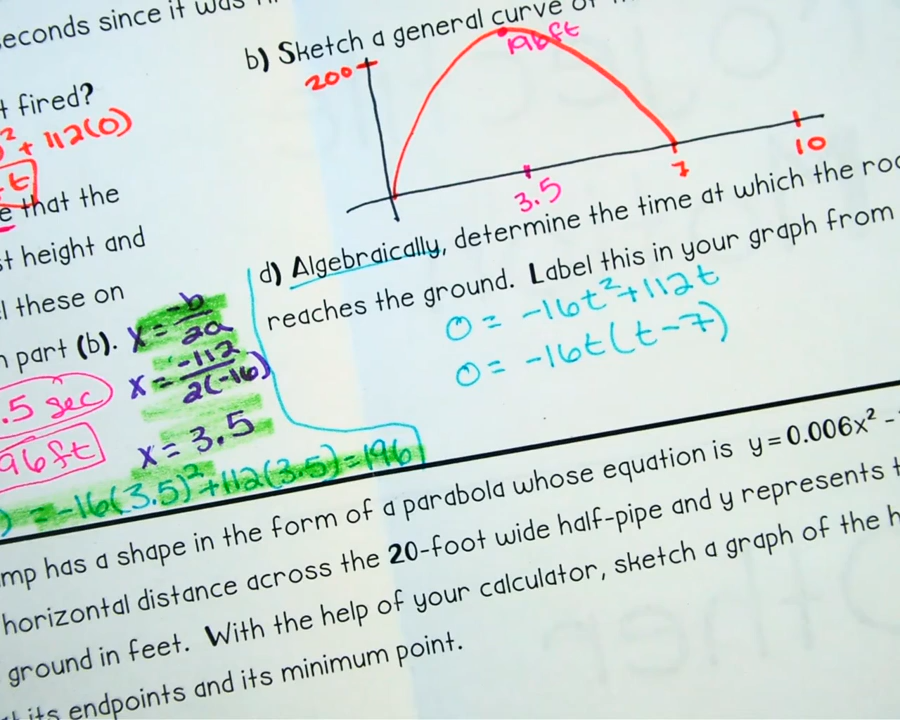 seconds since it was
t fired?
² + 112(0)
that the
st height and
l these on
part (b).
.5 sec
96ft
x = -b/2a
x = -112/2(-16)
x = 3.5
) = -16(3.5)² + 112(3.5) = 196
b) Sketch a general curve of
200
196ft
3.5
7
10
d) Algebraically, determine the time at which the roc
reaches the ground. Label this in your graph from
0 = -16t² + 112t
0 = -16t(t - 7)
mp has a shape in the form of a parabola whose equation is y = 0.006x² -
horizontal distance across the 20-foot wide half-pipe and y represents t
ground in feet. With the help of your calculator, sketch a graph of the h
its endpoints and its minimum point.